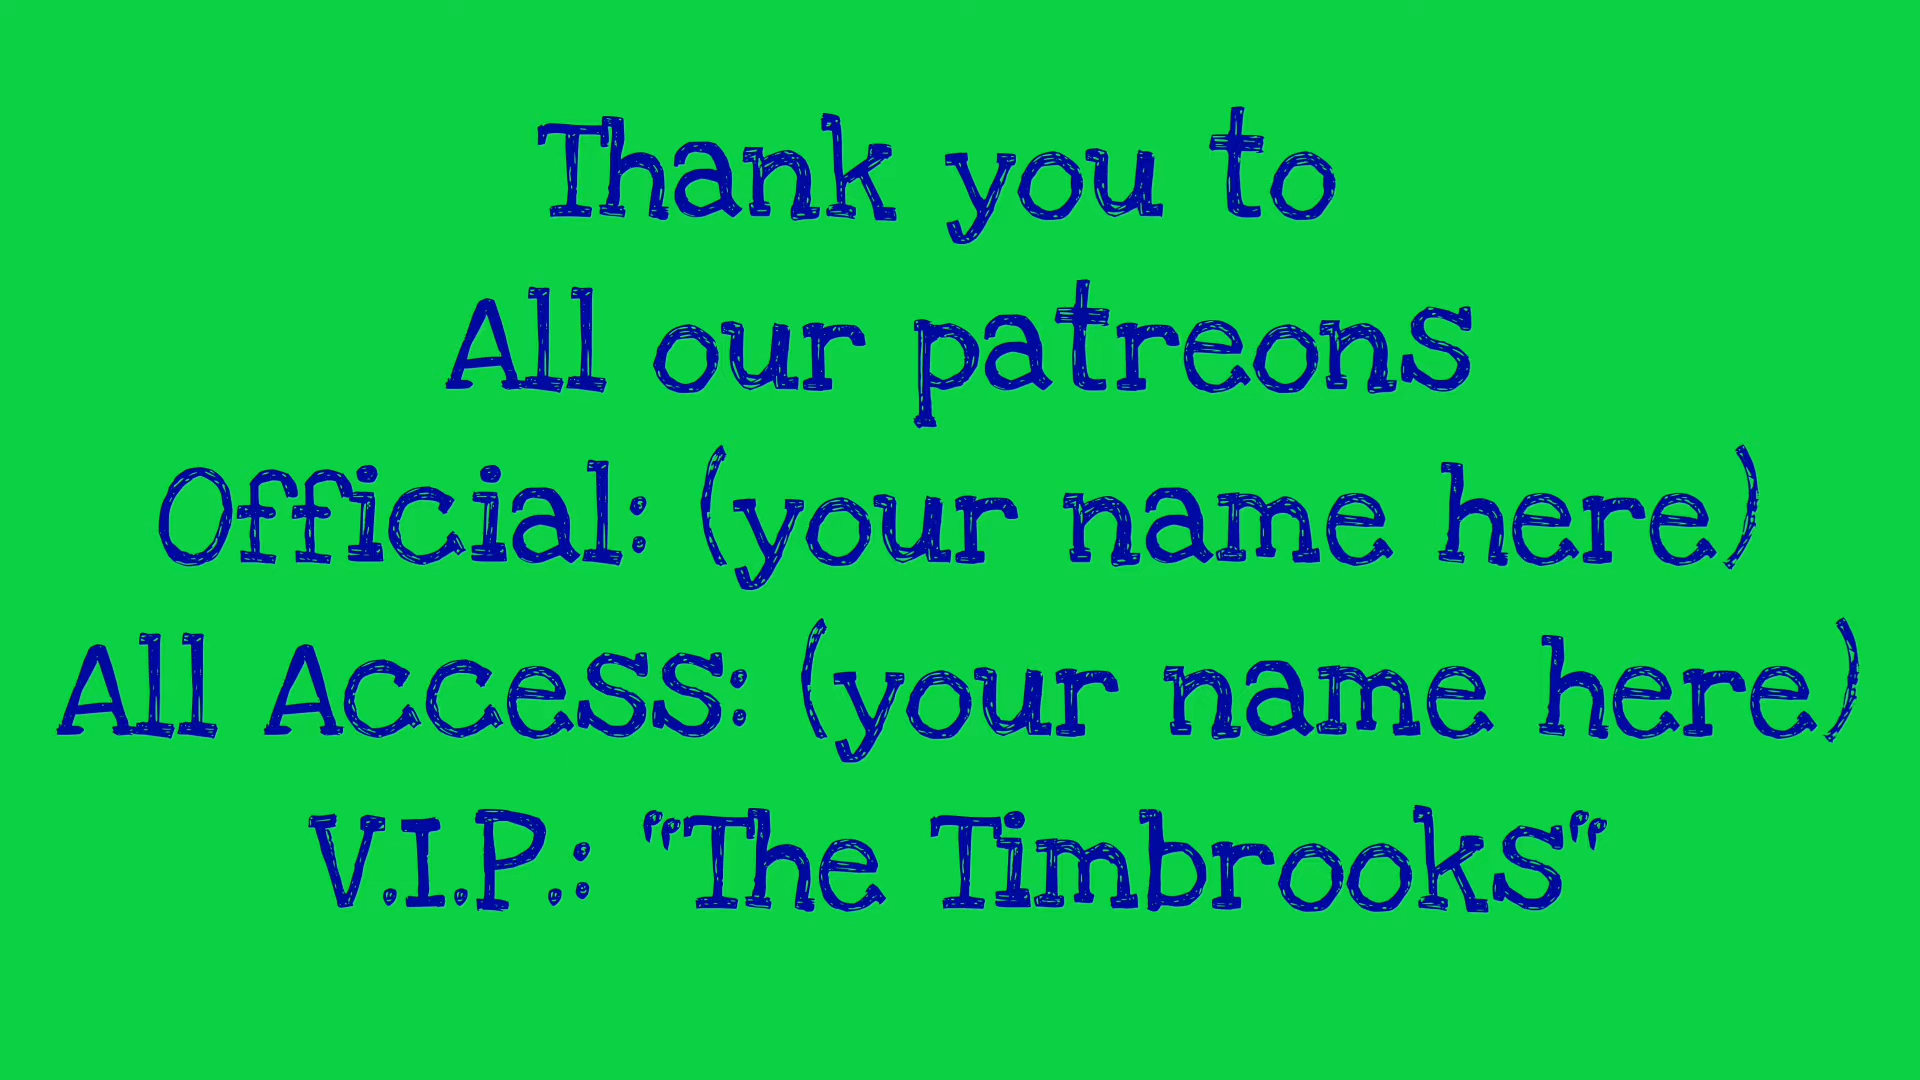 Thank you to
All our patreons
Official: (your name here)
All Access: (your name here)
V.I.P.: "The Timbrooks"